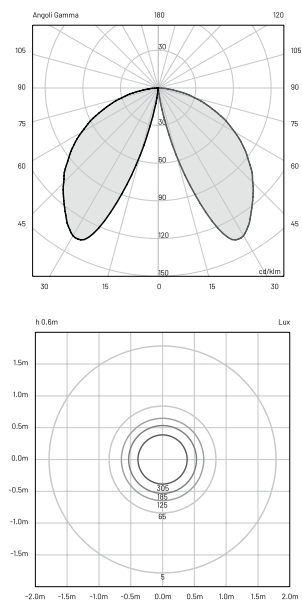 Angoli Gamma 180 120
105 30 105
90 90
75 30 75
60 60 60
90
45 45
120
150 cd/klm
30 15 0 15 30
h 0.6m Lux
1.5m
1.0m
0.5m
0.0m
305
-0.5m 185
125
65
-1.0m
-1.5m
5
-2.0m -1.5m -1.0m -0.5m 0.0m 0.5m 1.0m 1.5m 2.0m